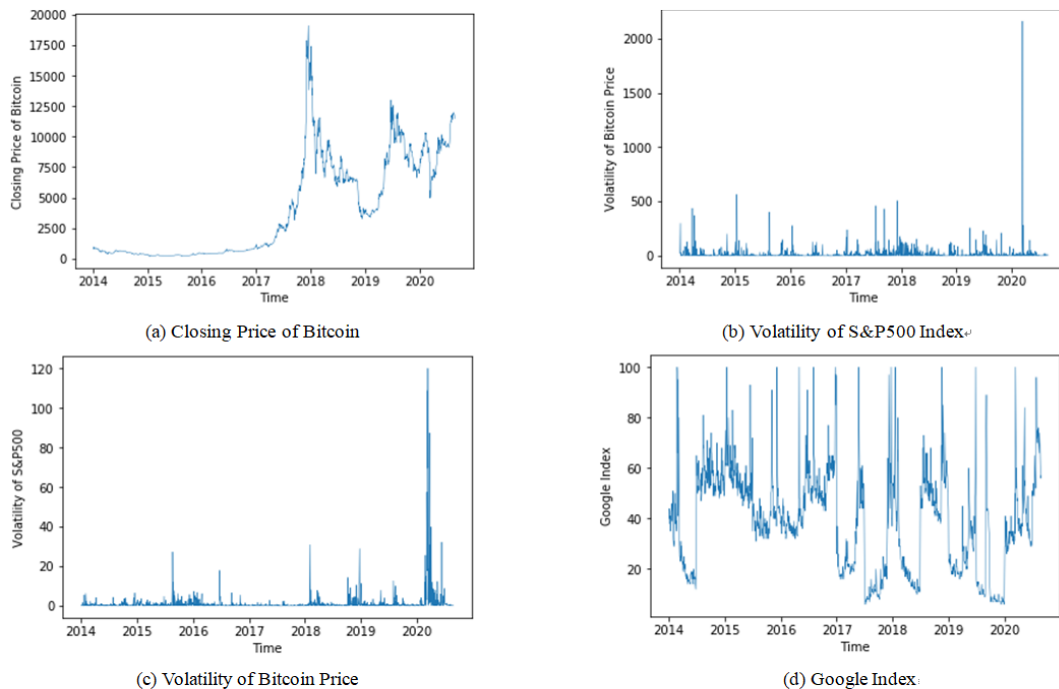 20000
17500
15000
12500
10000
7500
5000
2500
0
Closing Price of Bitcoin
2014 2015 2016 2017 2018 2019 2020
Time
(a) Closing Price of Bitcoin
2000
1500
1000
500
0
Volatility of Bitcoin Price
2014 2015 2016 2017 2018 2019 2020
Time
(b) Volatility of S&P500 Index↵
120
100
80
60
40
20
0
Volatility of S&P500
2014 2015 2016 2017 2018 2019 2020
Time
(c) Volatility of Bitcoin Price
100
80
60
40
20
Google Index
2014 2015 2016 2017 2018 2019 2020
Time
(d) Google Index